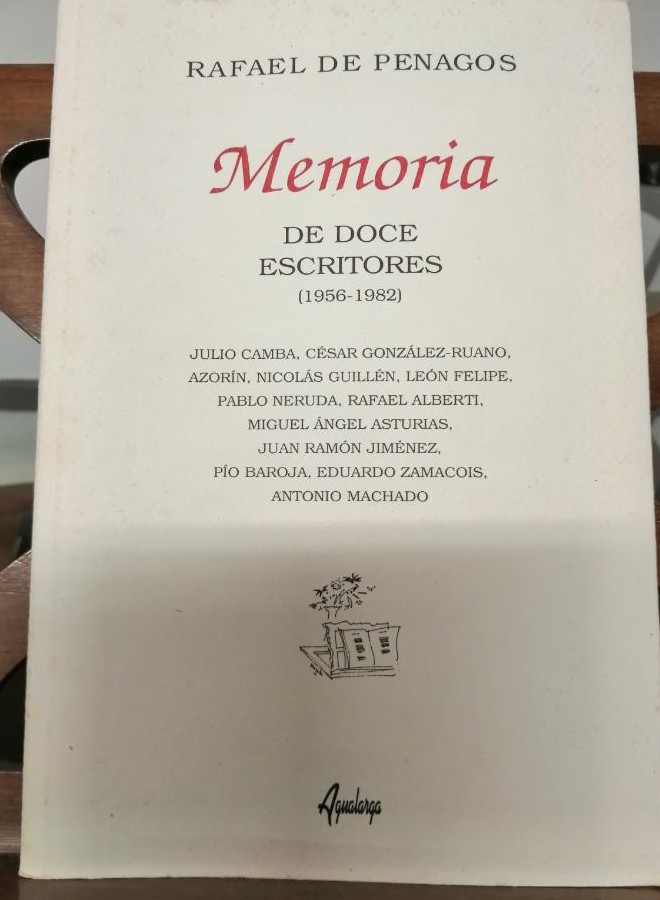 RAFAEL DE PENAGOS
Memoria
DE DOCE
ESCRITORES
(1956-1982)
JULIO CAMBA, CÉSAR GONZÁLEZ-RUANO,
AZORÍN, NICOLÁS GUILLÉN, LEÓN FELIPE,
PABLO NERUDA, RAFAEL ALBERTI,
MIGUEL ÁNGEL ASTURIAS,
JUAN RAMÓN JIMÉNEZ,
PÍO BAROJA, EDUARDO ZAMACOIS,
ANTONIO MACHADO
Agualarga